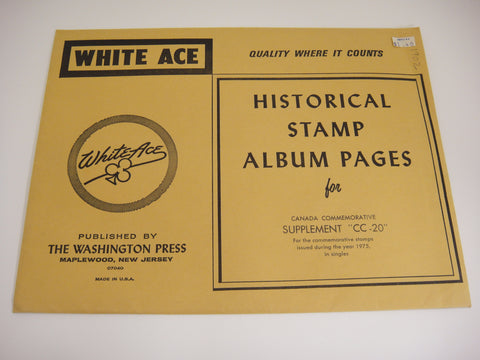 WHITE ACE
QUALITY WHERE IT COUNTS
White Ace
PUBLISHED BY
THE WASHINGTON PRESS
MAPLEWOOD, NEW JERSEY
07040
MADE IN U.S.A.
HISTORICAL
STAMP
ALBUM PAGES
for
CANADA COMMEMORATIVE
SUPPLEMENT "CC-20"
For the commemorative stamps
issued during the year 1975,
in singles